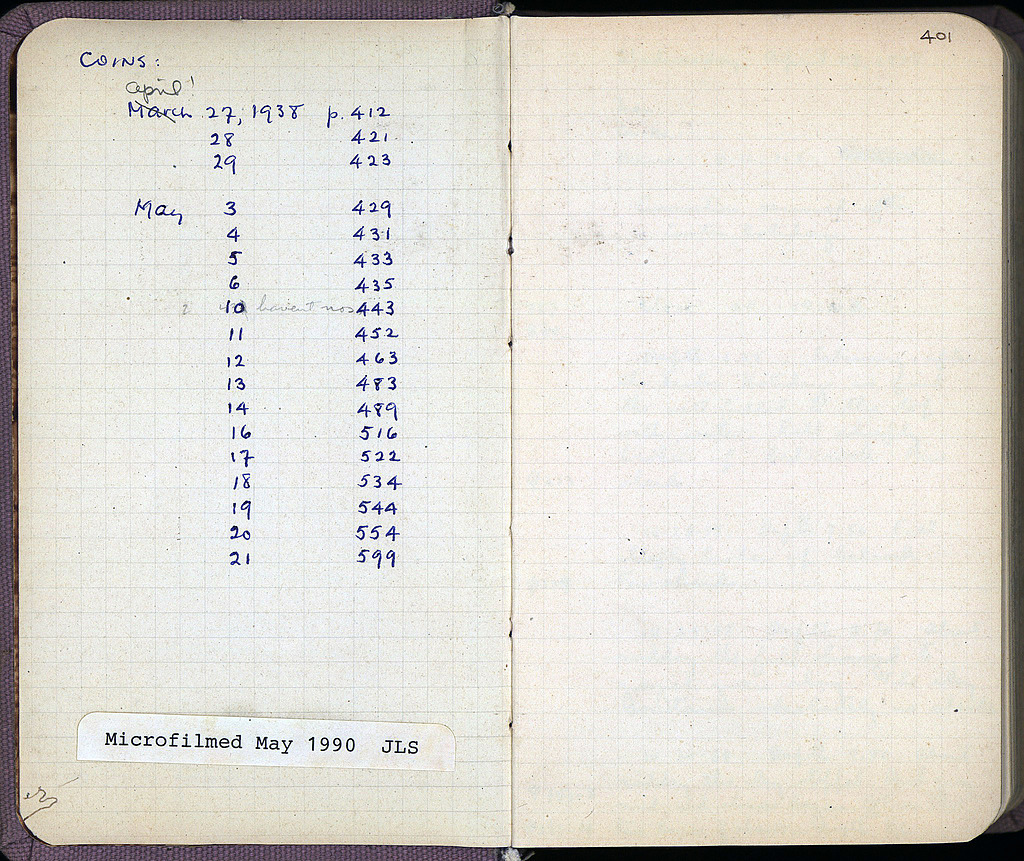 COINS:
april!
March 27, 1938 p. 412
28 421
29 423
May 3 429
4 431
5 433
6 435
10 havent nos 443
11 452
12 463
13 483
14 489
16 516
17 522
18 534
19 544
20 554
21 599
Microfilmed May 1990 JLS
401